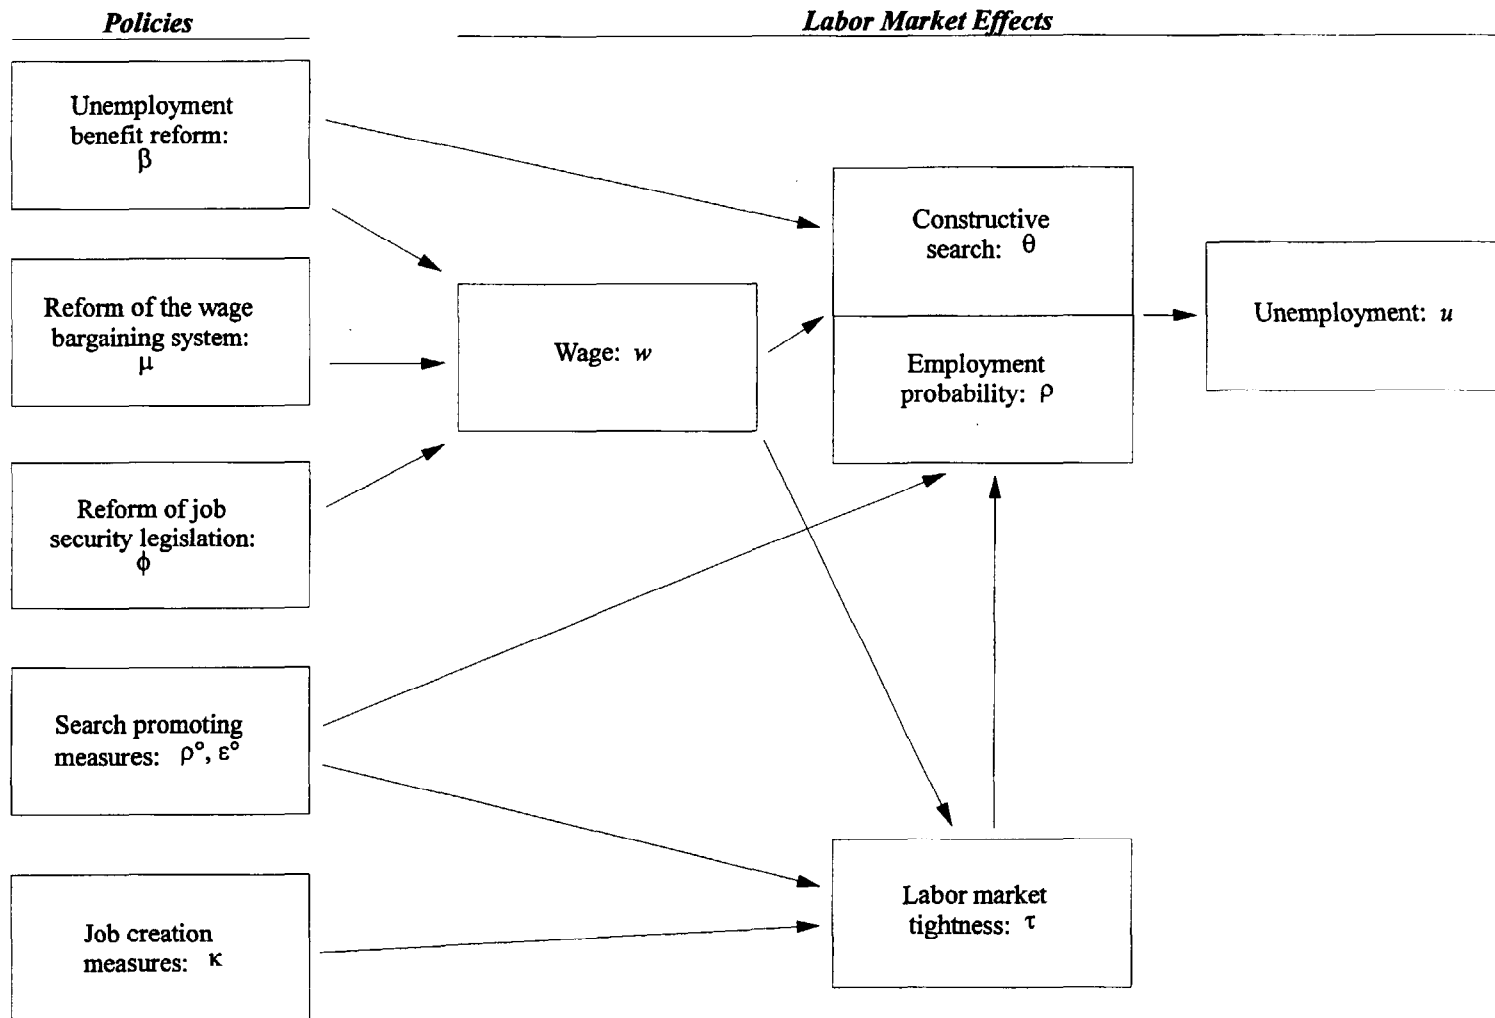 Policies
Labor Market Effects
Unemployment
benefit reform:
β
Reform of the wage
bargaining system:
μ
Reform of job
security legislation:
ϕ
Search promoting
measures: ρ°, ε°
Job creation
measures: κ
Wage: w
Constructive
search: θ
Employment
probability: ρ
Labor market
tightness: τ
Unemployment: u